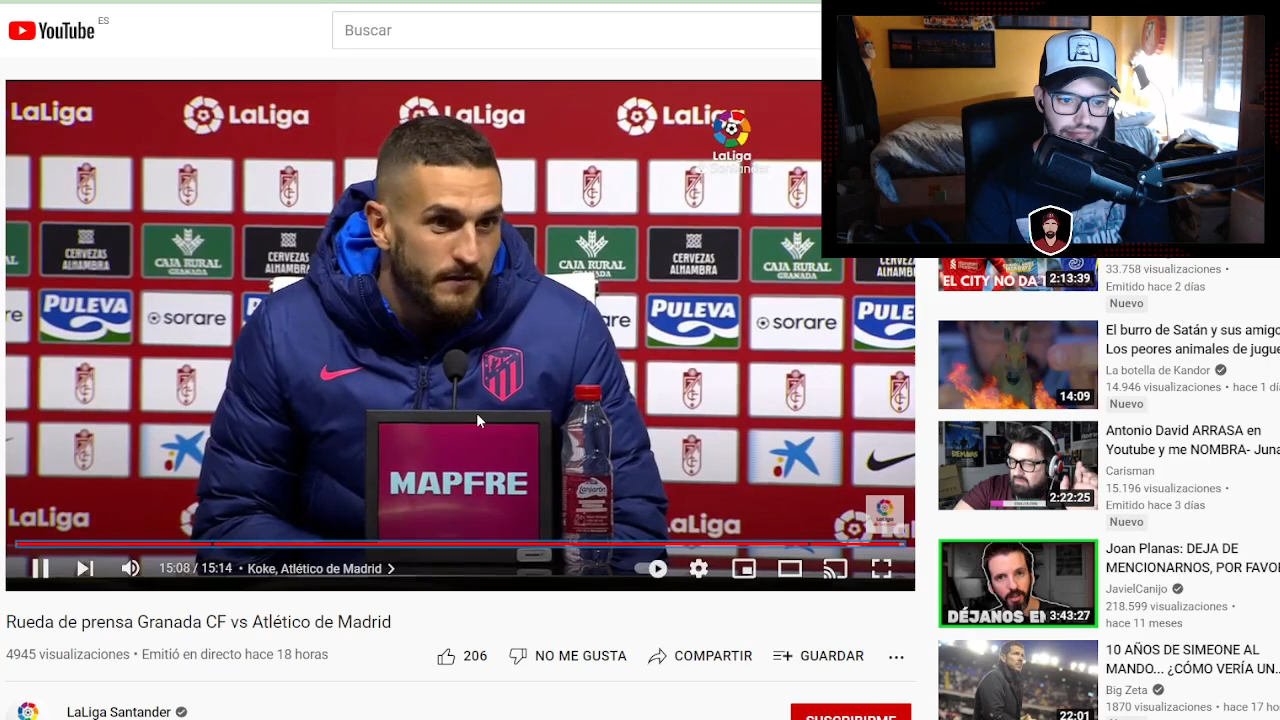 YouTube ES
Buscar
LaLiga
LaLiga
LaLiga
LaLiga
LaLiga
Santander
CERVEZAS ALHAMBRA
CAJA RURAL GRANADA
CERVEZAS
CAJA RURAL GRANADA
CERVEZAS ALHAMBRA
CAJA RURAL GRANADA
PULEVA
sorare
PULEVA
sorare
MAPFRE
LaLiga
15:08 / 15:14 • Koke, Atlético de Madrid
Rueda de prensa Granada CF vs Atlético de Madrid
4945 visualizaciones • Emitió en directo hace 18 horas
206
NO ME GUSTA
COMPARTIR
GUARDAR
LaLiga Santander
SUSCRIBIRME
EL CITY NO DA
2:13:39
33.758 visualizaciones •
Emitido hace 2 días
Nuevo
14:09
El burro de Satán y sus amigo
Los peores animales de jugue
La botella de Kandor
14.946 visualizaciones • hace 1 dí
Nuevo
2:22:25
Antonio David ARRASA en
Youtube y me NOMBRA- Juna
Carisman
15.196 visualizaciones •
Emitido hace 3 días
Nuevo
DÉJANOS EN
3:43:27
Joan Planas: DEJA DE
MENCIONARNOS, POR FAVO
JavielCanijo
218.599 visualizaciones •
hace 11 meses
22:01
10 AÑOS DE SIMEONE AL
MANDO... ¿CÓMO VERÍA UN..
Big Zeta
1870 visualizaciones • hace 17 ho